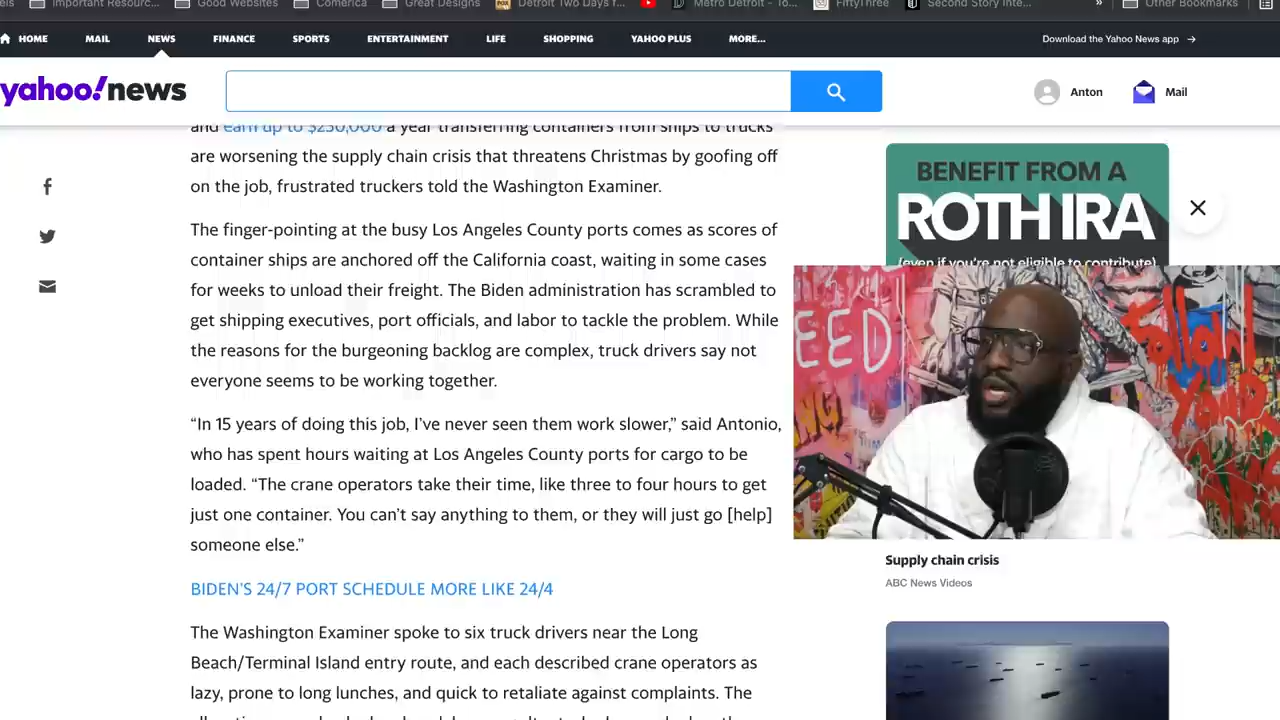 Important Resourc...
Good Websites
Comerica
Great Designs
Detroit Two Days f...
Metro Detroit - To...
FiftyThree
Second Story Inte...
»
Other Bookmarks
HOME
MAIL
NEWS
FINANCE
SPORTS
ENTERTAINMENT
LIFE
SHOPPING
YAHOO PLUS
MORE...
Download the Yahoo News app →
yahoo!news
Anton
Mail
and earn up to $250,000 a year transferring containers from ships to trucks
are worsening the supply chain crisis that threatens Christmas by goofing off
on the job, frustrated truckers told the Washington Examiner.
The finger-pointing at the busy Los Angeles County ports comes as scores of
container ships are anchored off the California coast, waiting in some cases
for weeks to unload their freight. The Biden administration has scrambled to
get shipping executives, port officials, and labor to tackle the problem. While
the reasons for the burgeoning backlog are complex, truck drivers say not
everyone seems to be working together.
“In 15 years of doing this job, I’ve never seen them work slower,” said Antonio,
who has spent hours waiting at Los Angeles County ports for cargo to be
loaded. “The crane operators take their time, like three to four hours to get
just one container. You can’t say anything to them, or they will just go [help]
someone else.”
BIDEN’S 24/7 PORT SCHEDULE MORE LIKE 24/4
The Washington Examiner spoke to six truck drivers near the Long
Beach/Terminal Island entry route, and each described crane operators as
lazy, prone to long lunches, and quick to retaliate against complaints. The
BENEFIT FROM A
ROTH IRA
(even if you're not eligible to contribute)
EED
Follow
Your
Supply chain crisis
ABC News Videos